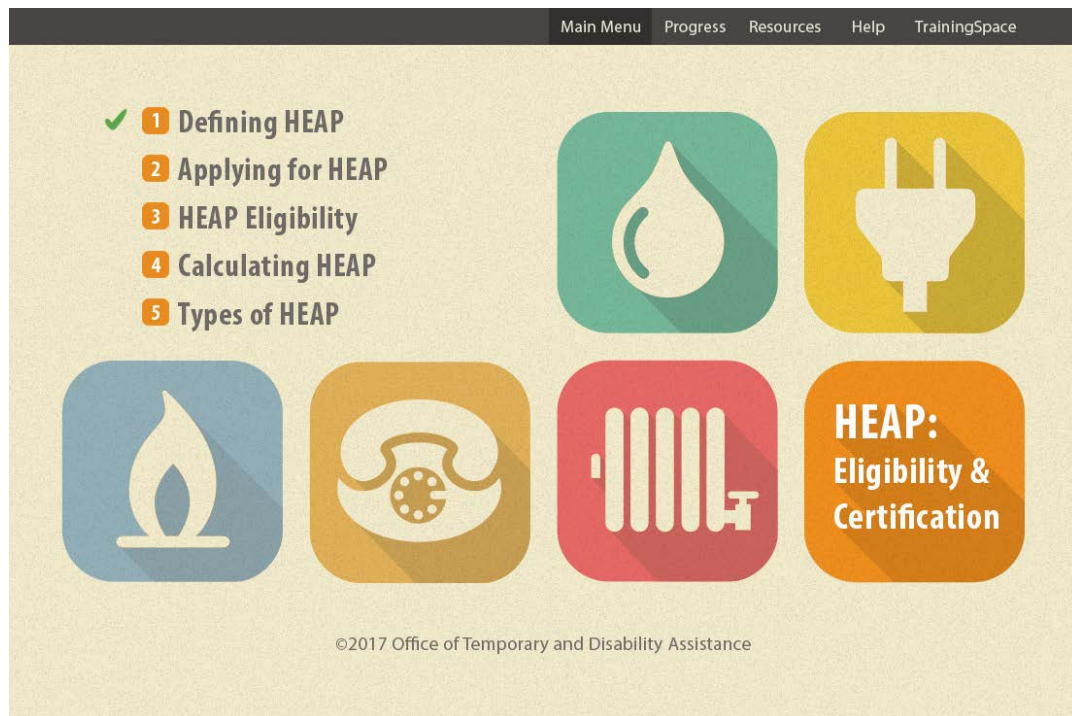 Main Menu Progress Resources Help TrainingSpace
1 Defining HEAP
2 Applying for HEAP
3 HEAP Eligibility
4 Calculating HEAP
5 Types of HEAP
HEAP:
Eligibility &
Certification
©2017 Office of Temporary and Disability Assistance